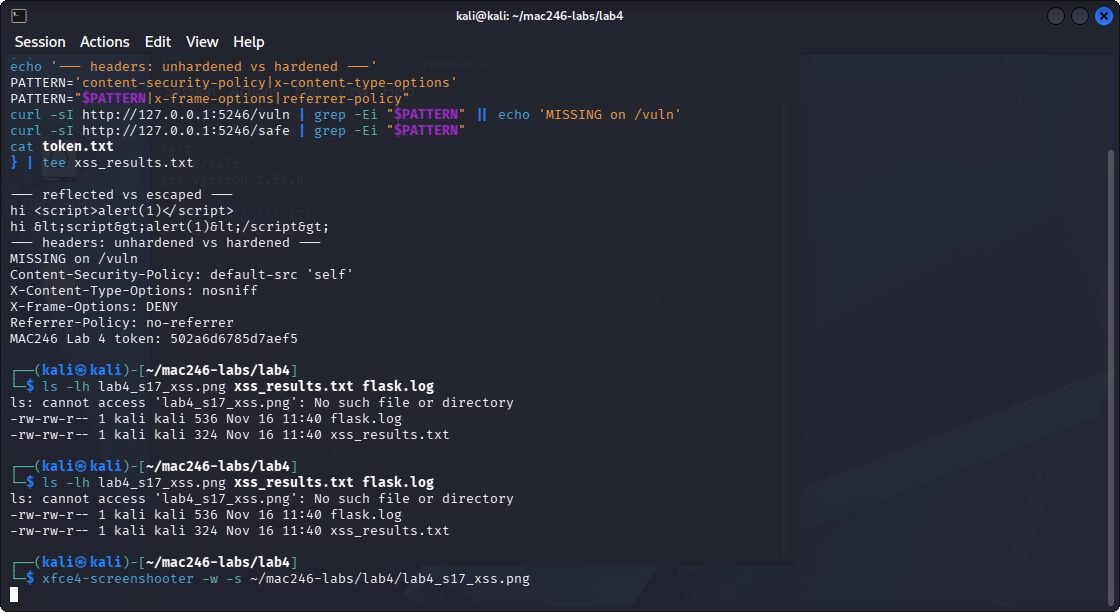 kali@kali: ~/mac246-labs/lab4
Session Actions Edit View Help
echo '── headers: unhardened vs hardened ──'
PATTERN='content-security-policy|x-content-type-options'
PATTERN="$PATTERN|x-frame-options|referrer-policy"
curl -sI http://127.0.0.1:5246/vuln | grep -Ei "$PATTERN" || echo 'MISSING on /vuln'
curl -sI http://127.0.0.1:5246/safe | grep -Ei "$PATTERN"
cat token.txt
} | tee xss_results.txt
git version 2.53.0
── reflected vs escaped ──
hi <script>alert(1)</script>
hi &lt;script&gt;alert(1)&lt;/script&gt;
── headers: unhardened vs hardened ──
MISSING on /vuln
Content-Security-Policy: default-src 'self'
X-Content-Type-Options: nosniff
X-Frame-Options: DENY
Referrer-Policy: no-referrer
MAC246 Lab 4 token: 502a6d6785d7aef5
┌──(kali㉿kali)-[~/mac246-labs/lab4]
└─$ ls -lh lab4_s17_xss.png xss_results.txt flask.log
ls: cannot access 'lab4_s17_xss.png': No such file or directory
-rw-rw-r-- 1 kali kali 536 Nov 16 11:40 flask.log
-rw-rw-r-- 1 kali kali 324 Nov 16 11:40 xss_results.txt
┌──(kali㉿kali)-[~/mac246-labs/lab4]
└─$ ls -lh lab4_s17_xss.png xss_results.txt flask.log
ls: cannot access 'lab4_s17_xss.png': No such file or directory
-rw-rw-r-- 1 kali kali 536 Nov 16 11:40 flask.log
-rw-rw-r-- 1 kali kali 324 Nov 16 11:40 xss_results.txt
┌──(kali㉿kali)-[~/mac246-labs/lab4]
└─$ xfce4-screenshooter -w -s ~/mac246-labs/lab4/lab4_s17_xss.png